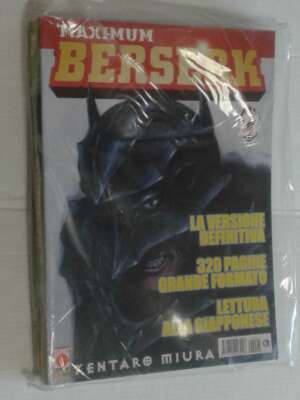 MAXIMUM
BERSERK
LA VERSIONE
DEFINITIVA
320 PAGINE
GRANDE FORMATO
LETTURA
ALLA GIAPPONESE
KENTARO MIURA